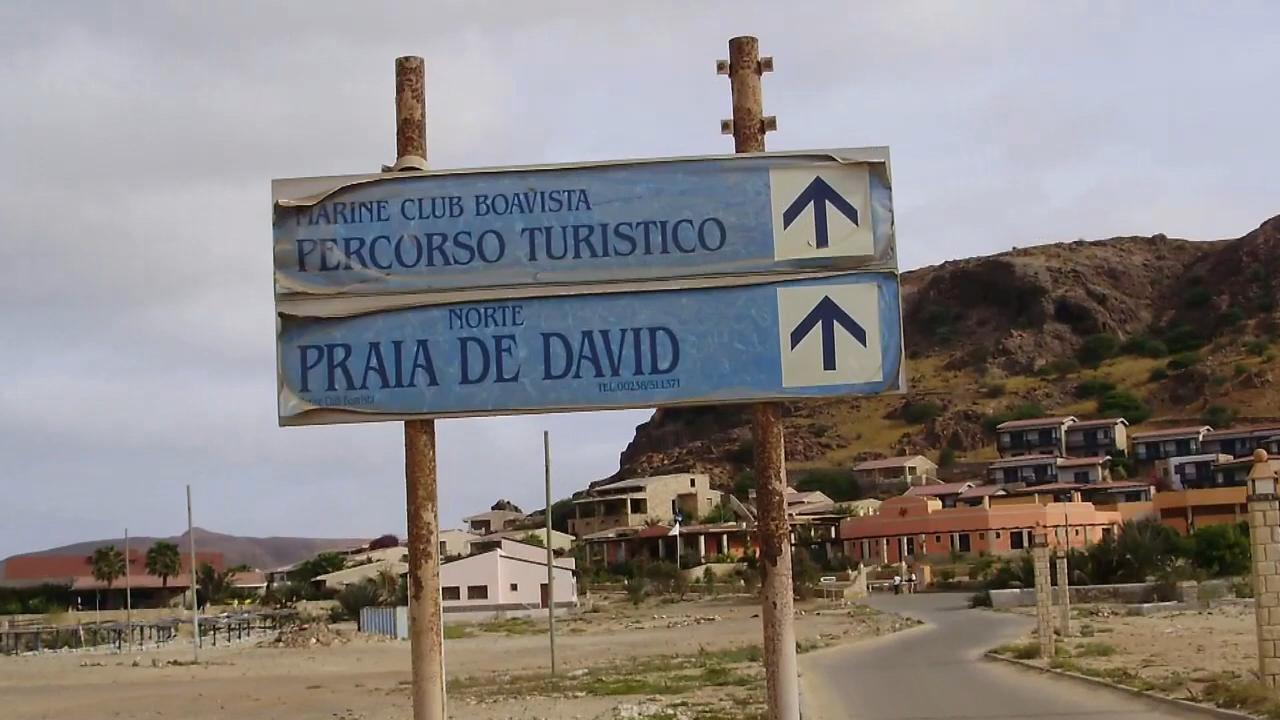 MARINE CLUB BOAVISTA
PERCORSO TURISTICO
NORTE
PRAIA DE DAVID
TEL.00238/511371
Marine Club Boavista